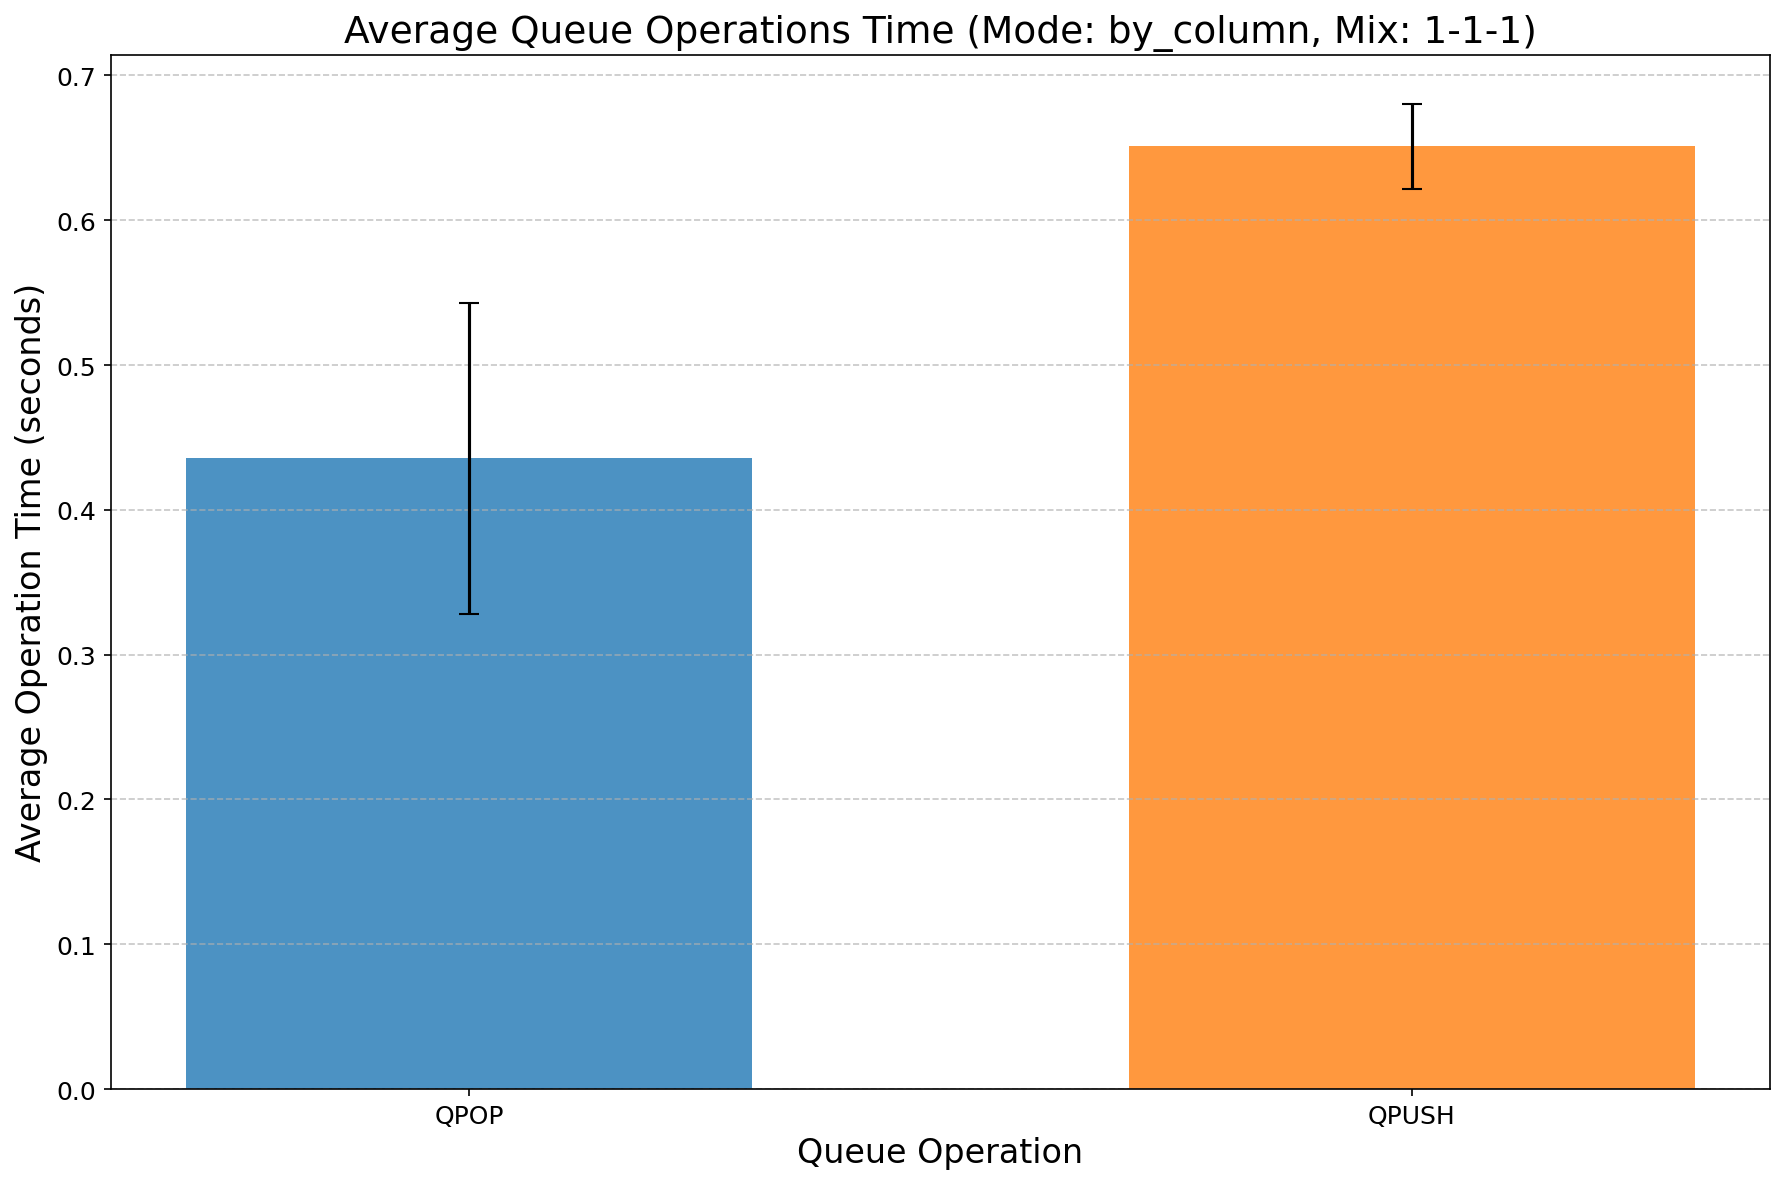 Average Queue Operations Time (Mode: by_column, Mix: 1-1-1)
Average Operation Time (seconds)
0.7
0.6
0.5
0.4
0.3
0.2
0.1
0.0
QPOP
QPUSH
Queue Operation